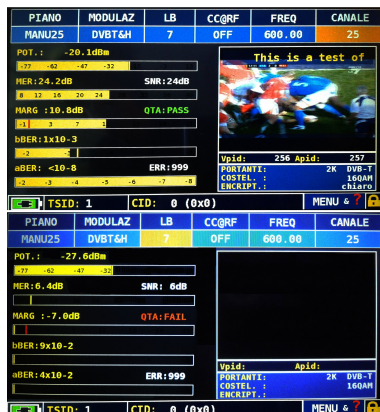 PIANO MODULAZ LB CC@RF FREQ CANALE
MANU25 DVBT&H 7 OFF 600.00 25
POT.: -20.1dBm
-77 -62 -47 -32
This is a test of
MER:24.2dB SNR:24dB
8 12 16 20 24
MARG :10.8dB QTA:PASS
-1 3 7 1
bBER:1x10-3
-2
Vpid: 256 Apid: 257
aBER: <10-8 ERR:999
PORTANTI: 2K DVB-T
COSTEL. : 16QAM
-2 -3 -4 -5 -6 -7 -8
ENCRIPT.: chiaro
TSID: 1 CID: 0 (0x0) MENU & ?
PIANO MODULAZ LB CC@RF FREQ CANALE
MANU25 DVBT&H 7 OFF 600.00 25
POT.: -27.6dBm
-77 -62 -47 -32
MER:6.4dB SNR: 6dB
MARG :-7.0dB QTA:FAIL
bBER:9x10-2
Vpid: Apid:
aBER:4x10-2 ERR:999
PORTANTI: 2K DVB-T
COSTEL. : 16QAM
ENCRIPT.:
TSID: 1 CID: 0 (0x0) MENU & ?